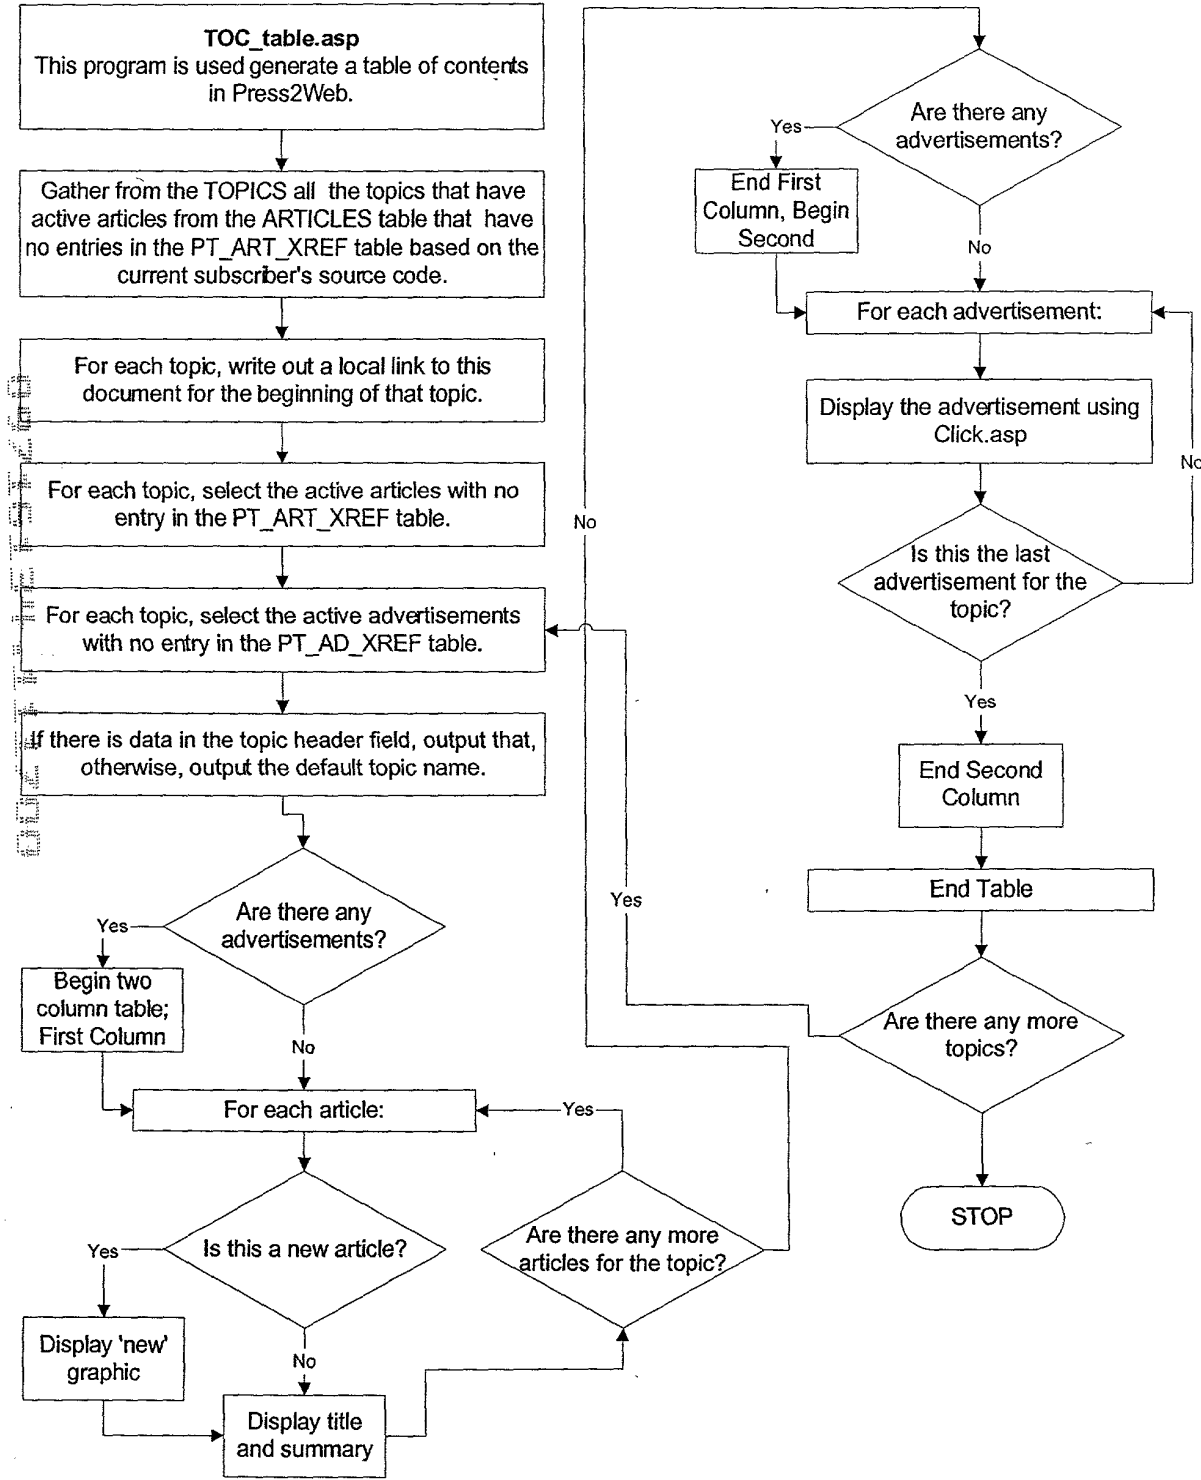 TOC_table.asp
This program is used generate a table of contents
in Press2Web.
Gather from the TOPICS all the topics that have
active articles from the ARTICLES table that have
no entries in the PT_ART_XREF table based on the
current subscriber's source code.
For each topic, write out a local link to this
document for the beginning of that topic.
For each topic, select the active articles with no
entry in the PT_ART_XREF table.
For each topic, select the active advertisements
with no entry in the PT_AD_XREF table.
If there is data in the topic header field, output that,
otherwise, output the default topic name.
Are there any
advertisements?
Yes
Begin two
column table;
First Column
No
For each article:
Is this a new article?
Yes
Display 'new'
graphic
No
Display title
and summary
Are there any more
articles for the topic?
Yes
No
Are there any
advertisements?
Yes
End First
Column, Begin
Second
No
For each advertisement:
Display the advertisement using
Click.asp
Is this the last
advertisement for the
topic?
No
Yes
End Second
Column
End Table
Are there any more
topics?
Yes
STOP